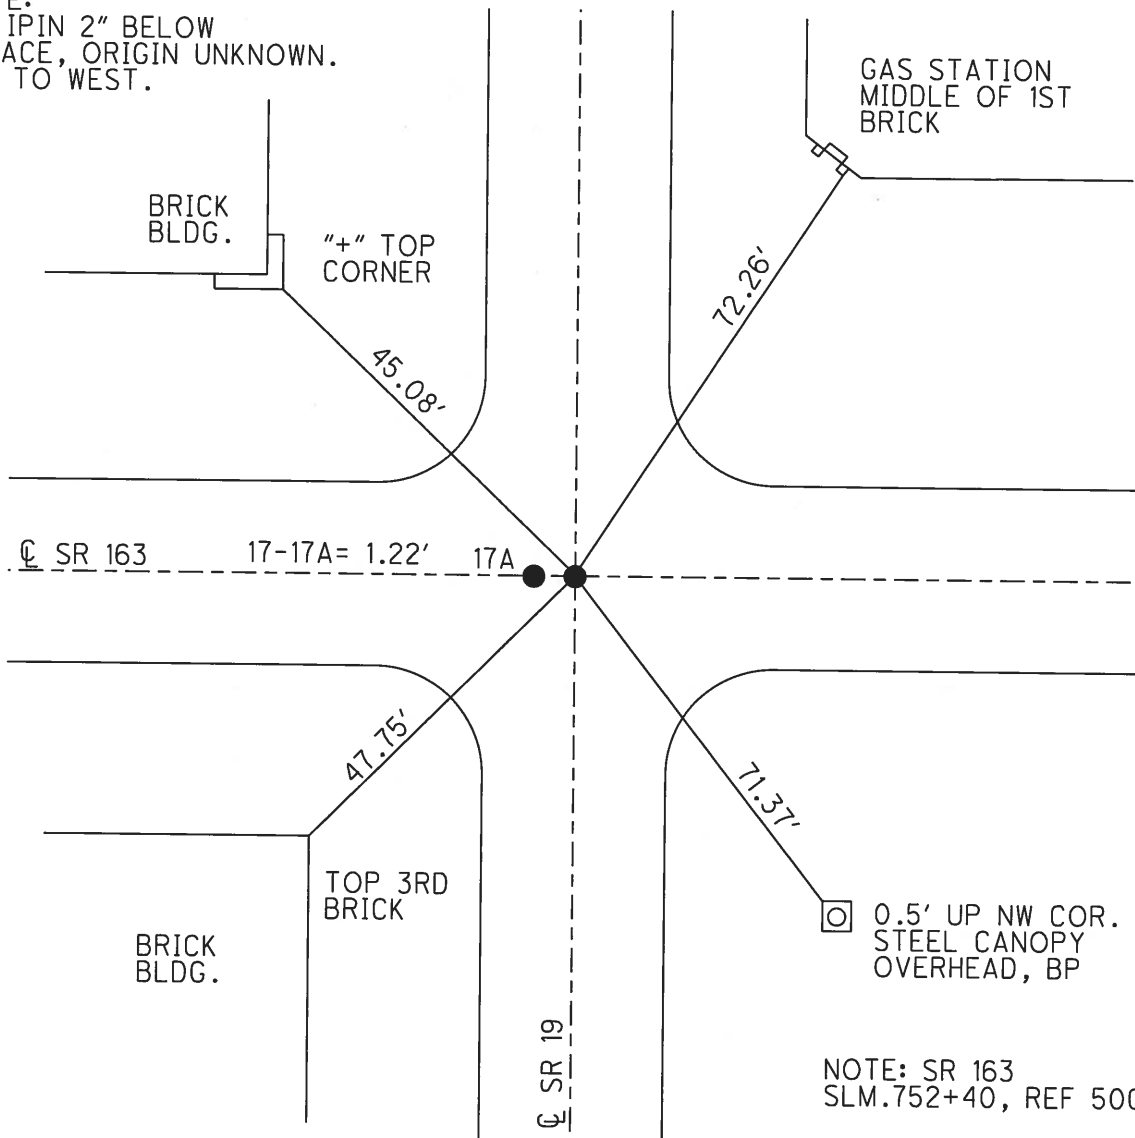 IPIN 2" BELOW
ACE, ORIGIN UNKNOWN.
TO WEST.
GAS STATION
MIDDLE OF 1ST
BRICK
BRICK
BLDG.
"+" TOP
CORNER
72.26'
45.08'
℄ SR 163 17-17A= 1.22' 17A
47.75'
71.37'
TOP 3RD
BRICK
BRICK
BLDG.
0.5' UP NW COR.
STEEL CANOPY
OVERHEAD, BP
℄ SR 19
NOTE: SR 163
SLM.752+40, REF 500